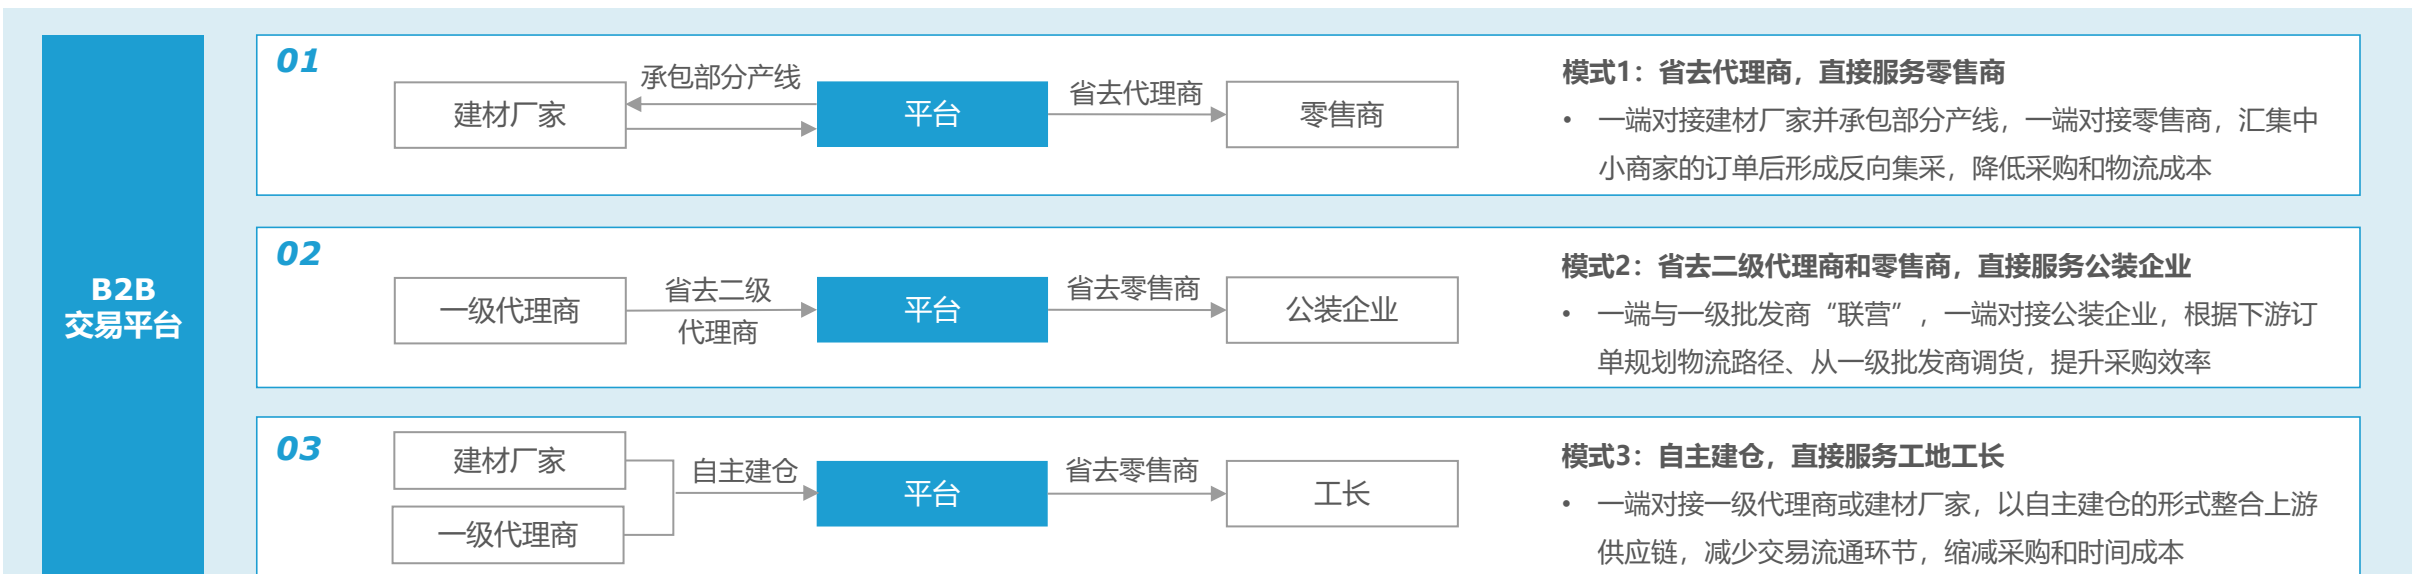 B2B
交易平台
01
建材厂家
承包部分产线
平台
省去代理商
零售商
模式1：省去代理商，直接服务零售商
• 一端对接建材厂家并承包部分产线，一端对接零售商，汇集中
小商家的订单后形成反向集采，降低采购和物流成本
02
一级代理商
省去二级
代理商
平台
省去零售商
公装企业
模式2：省去二级代理商和零售商，直接服务公装企业
• 一端与一级批发商“联营”，一端对接公装企业，根据下游订
单规划物流路径、从一级批发商调货，提升采购效率
03
建材厂家
一级代理商
自主建仓
平台
省去零售商
工长
模式3：自主建仓，直接服务工地工长
• 一端对接一级代理商或建材厂家，以自主建仓的形式整合上游
供应链，减少交易流通环节，缩减采购和时间成本